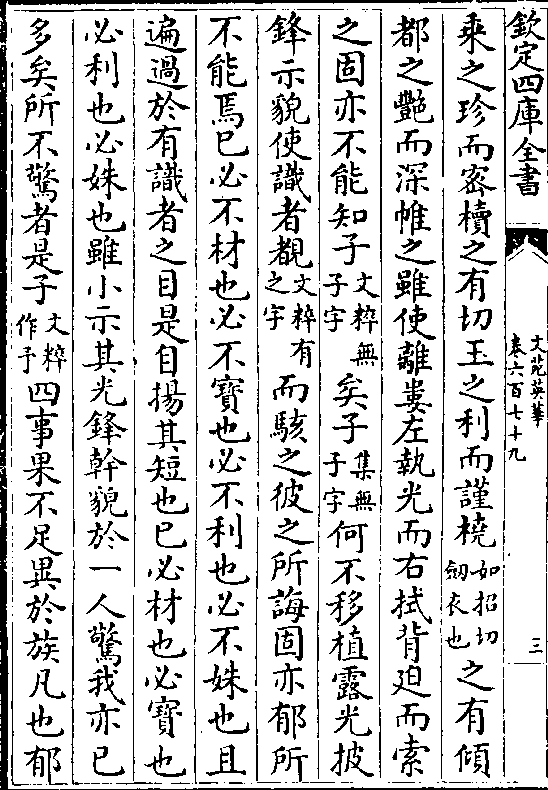 欽定四庫全書
文苑英華
卷六百七十九
三
乘之珍而密櫝之有切玉之利而謹橈如招切劒衣也之有傾
都之艷而深帷之雖使離婁左執光而右拭背廹而索
之固亦不能知子文粹無子字矣子集無子字何不移植露光披
鋒示貌使識者覩文粹有之字而駭之彼之所誨固亦郁所
不能焉已必不材也必不寶也必不利也必不姝也且
遍過於有識者之目是自揚其短也已必材也必寶也
必利也必姝也雖小示其光鋒幹貌於一人驚我亦已
多矣所不驚者是子文粹作予四事果不足異於族凡也郁